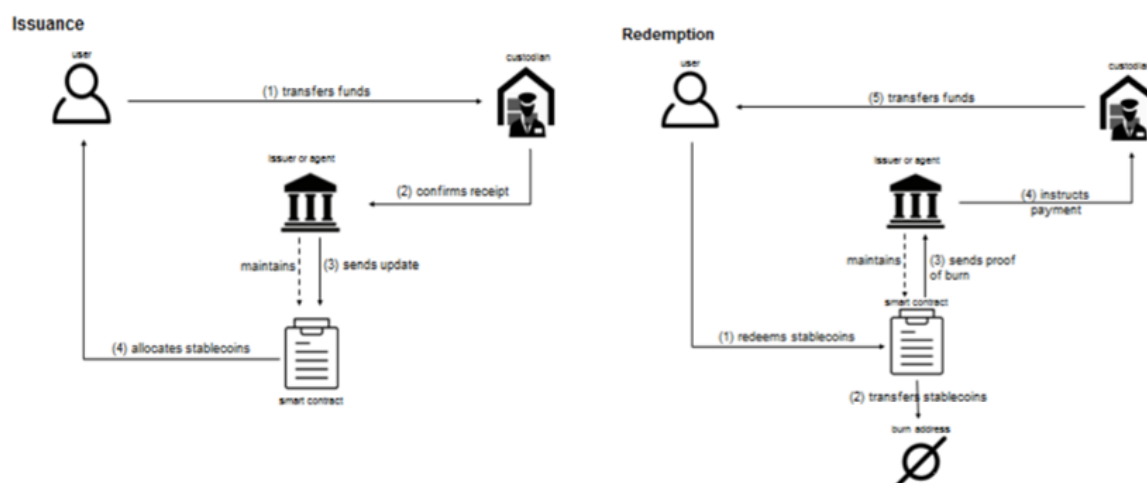 Issuance
user
custodian
(1) transfers funds
Issuer or agent
(2) confirms receipt
maintains
(3) sends update
(4) allocates stablecoins
smart contract
Redemption
user
custodian
(5) transfers funds
Issuer or agent
(4) instructs
payment
maintains
(3) sends proof
of burn
smart contract
(1) redeems stablecoins
(2) transfers stablecoins
burn address